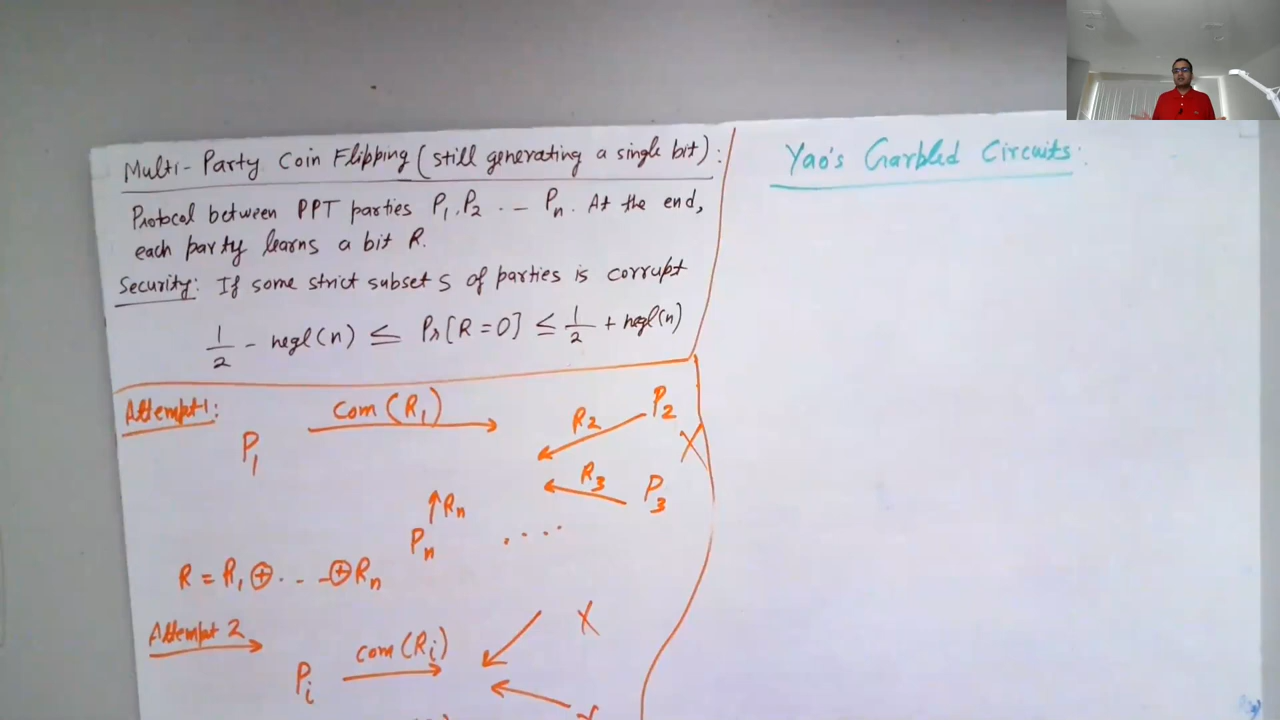 Multi-Party Coin Flipping (still generating a single bit):
Protocol between PPT parties P1, P2 ... Pn. At the end,
each party learns a bit R.
Security: If some strict subset S of parties is corrupt
1/2 - negl(n) ≤ Pr[R = 0] ≤ 1/2 + negl(n)
Attempt 1:
Com(R1)
P1
R2
P2
X
R3
P3
↑Rn
Pn
....
R = R1 ⊕ ... ⊕ Rn
Attempt 2
Pi
com(Ri)
X
Yao's Garbled Circuits: